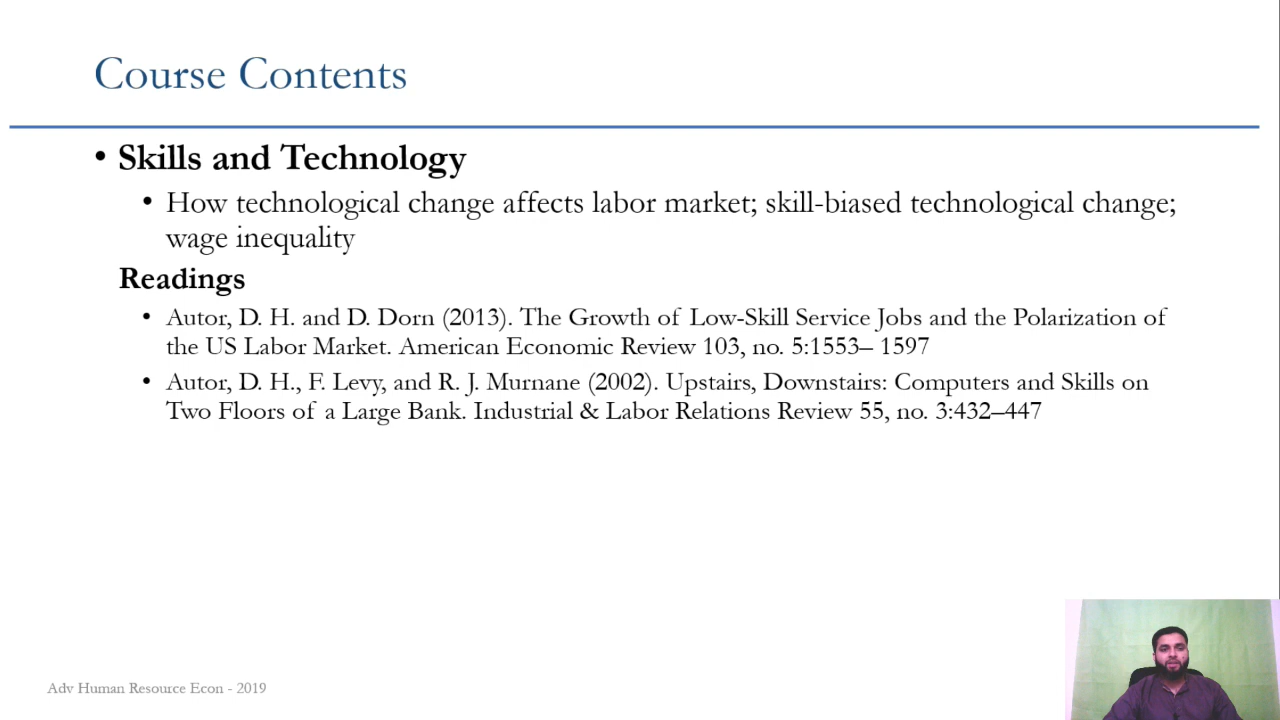 Course Contents
• Skills and Technology
• How technological change affects labor market; skill-biased technological change;
wage inequality
Readings
• Autor, D. H. and D. Dorn (2013). The Growth of Low-Skill Service Jobs and the Polarization of
the US Labor Market. American Economic Review 103, no. 5:1553– 1597
• Autor, D. H., F. Levy, and R. J. Murnane (2002). Upstairs, Downstairs: Computers and Skills on
Two Floors of a Large Bank. Industrial & Labor Relations Review 55, no. 3:432–447
Adv Human Resource Econ - 2019